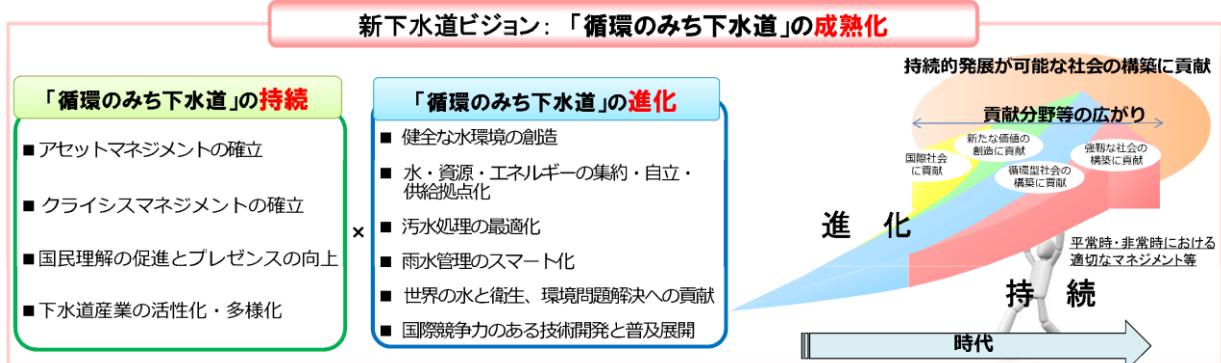 新下水道ビジョン：「循環のみち下水道」の成熟化
「循環のみち下水道」の持続
■アセットマネジメントの確立
■ クライシスマネジメントの確立
■国民理解の促進とプレゼンスの向上
■下水道産業の活性化・多様化
×
「循環のみち下水道」の進化
■ 健全な水環境の創造
■ 水・資源・エネルギーの集約・自立・
供給拠点化
■ 汚水処理の最適化
■ 雨水管理のスマート化
■ 世界の水と衛生、環境問題解決への貢献
■ 国際競争力のある技術開発と普及展開
持続的発展が可能な社会の構築に貢献
貢献分野等の広がり
新たな価値の
創造に貢献
強靱な社会の
構築に貢献
国際社会
に貢献
循環型社会の
構築に貢献
進 化
平常時・非常時における
適切なマネジメント等
持 続
時代